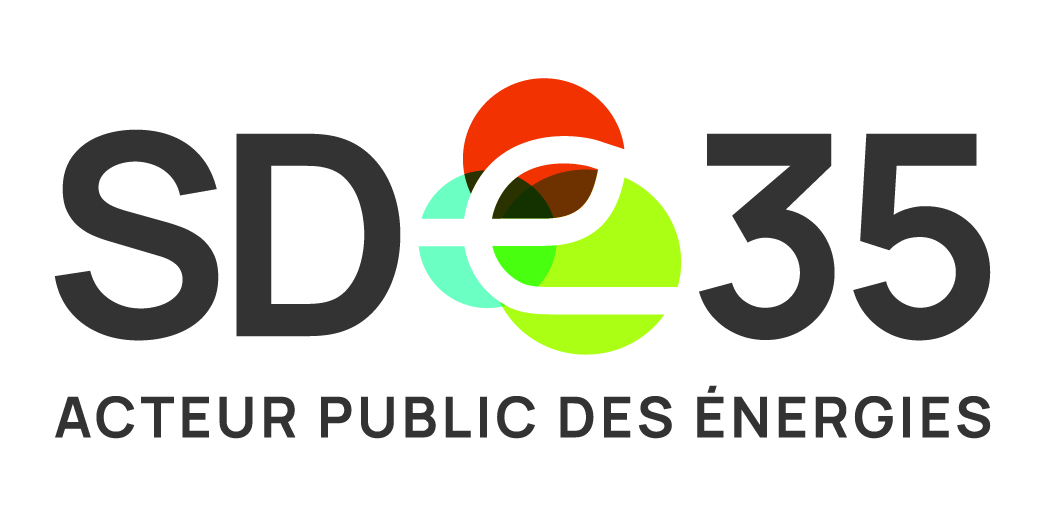 SDe35
ACTEUR PUBLIC DES ÉNERGIES